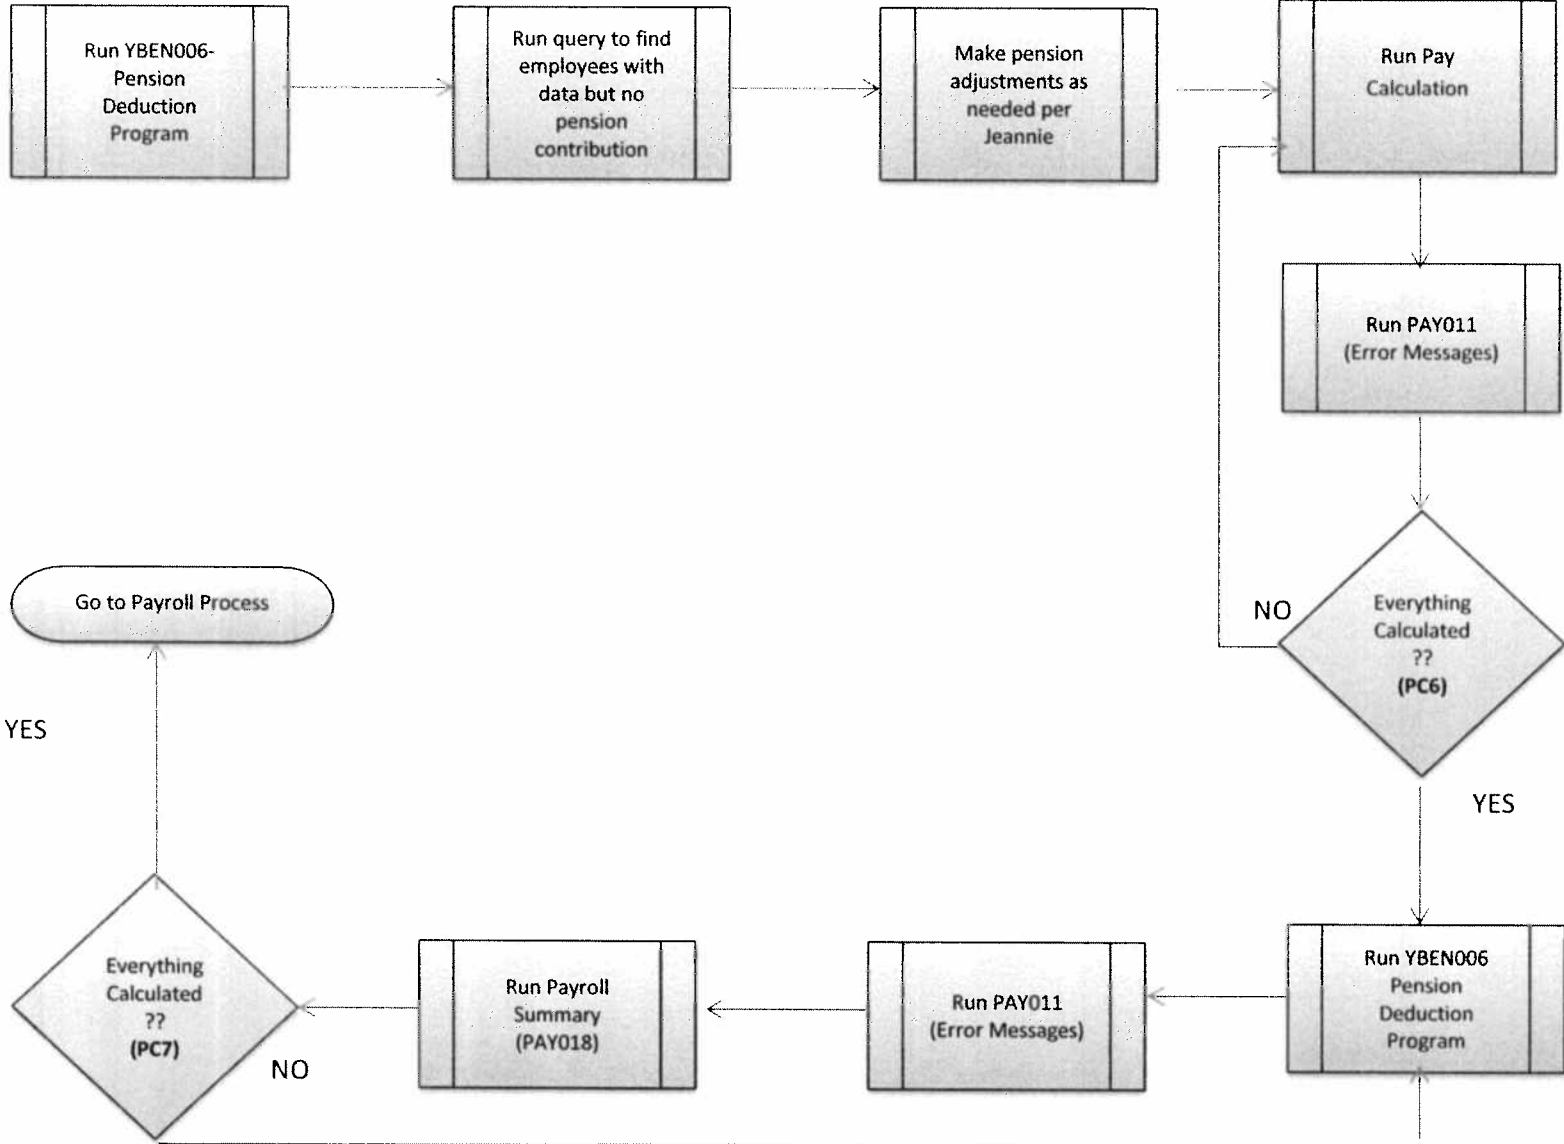 Run YBEN006-
Pension
Deduction
Program
Run query to find
employees with
data but no
pension
contribution
Make pension
adjustments as
needed per
Jeannie
Run Pay
Calculation
Run PAY011
(Error Messages)
Everything
Calculated
??
(PC6)
NO
YES
Run YBEN006
Pension
Deduction
Program
Run PAY011
(Error Messages)
Run Payroll
Summary
(PAY018)
Everything
Calculated
??
(PC7)
NO
YES
Go to Payroll Process